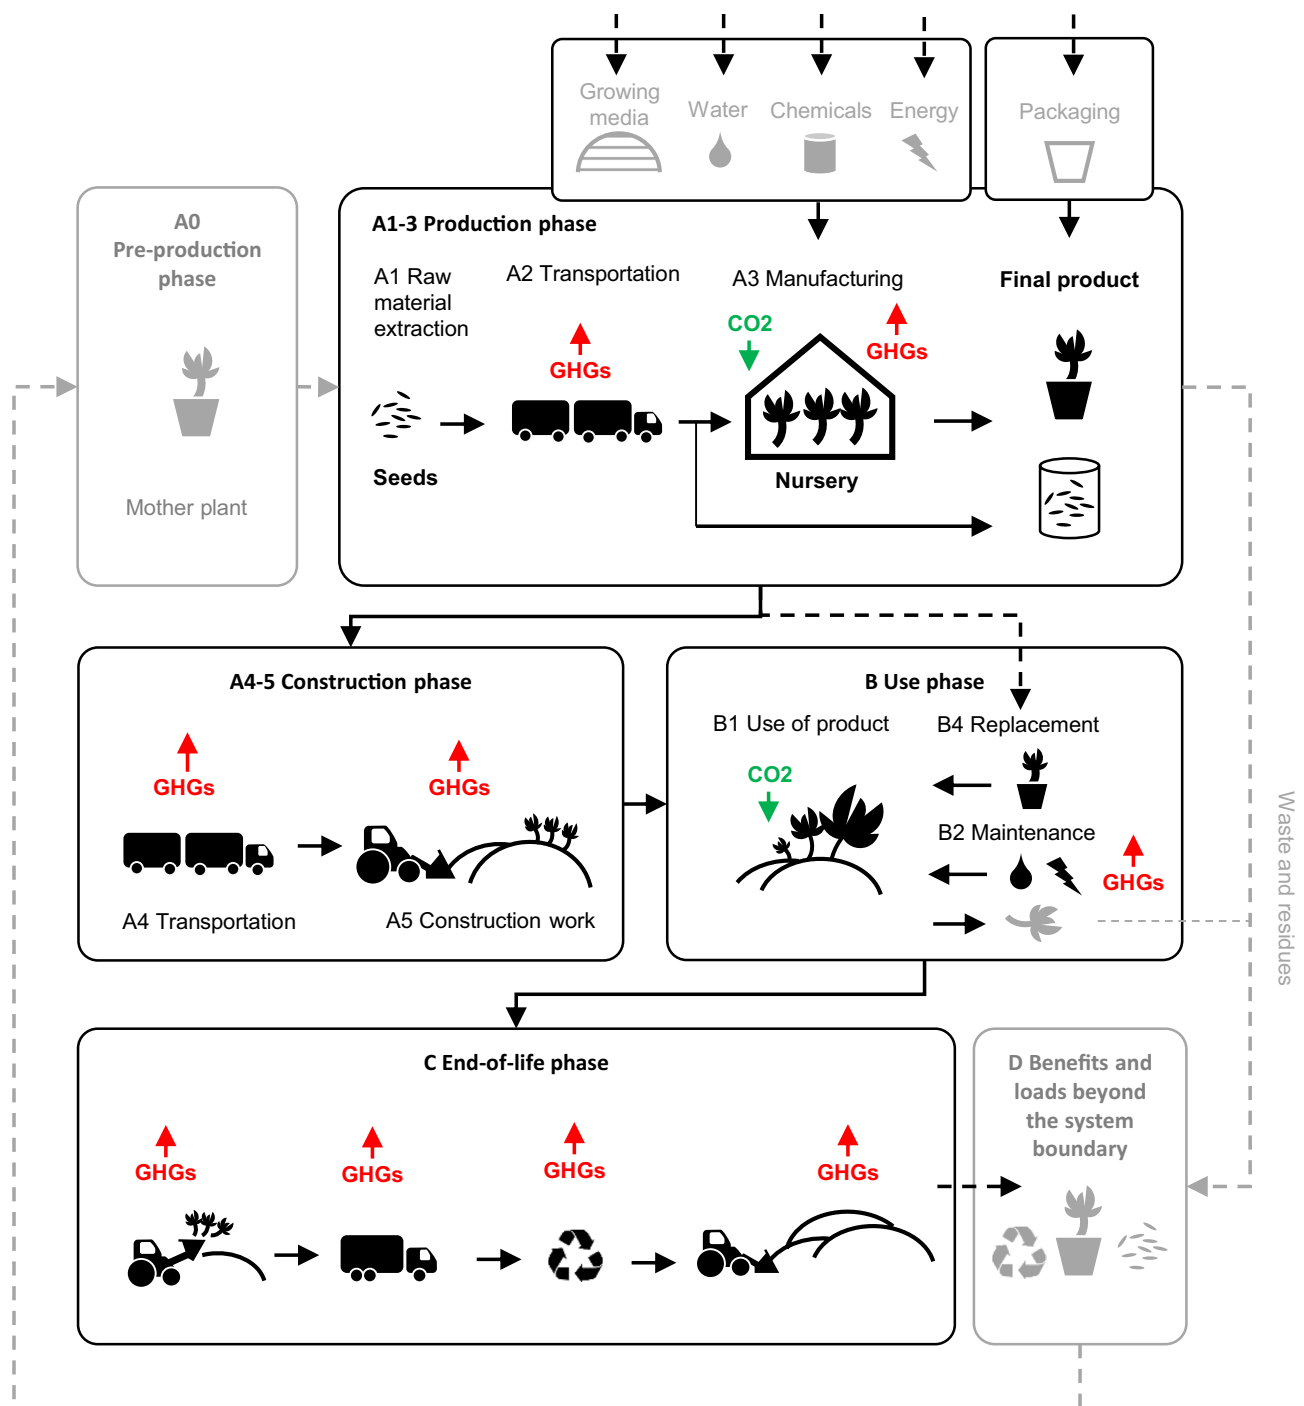 Growing
media
Water
Chemicals
Energy
Packaging
A0
Pre-production
phase
Mother plant
A1-3 Production phase
A1 Raw
material
extraction
Seeds
A2 Transportation
GHGs
A3 Manufacturing
CO2
GHGs
Nursery
Final product
A4-5 Construction phase
GHGs
GHGs
A4 Transportation
A5 Construction work
B Use phase
B1 Use of product
CO2
B4 Replacement
B2 Maintenance
GHGs
Waste and residues
C End-of-life phase
GHGs
GHGs
GHGs
GHGs
D Benefits and
loads beyond
the system
boundary